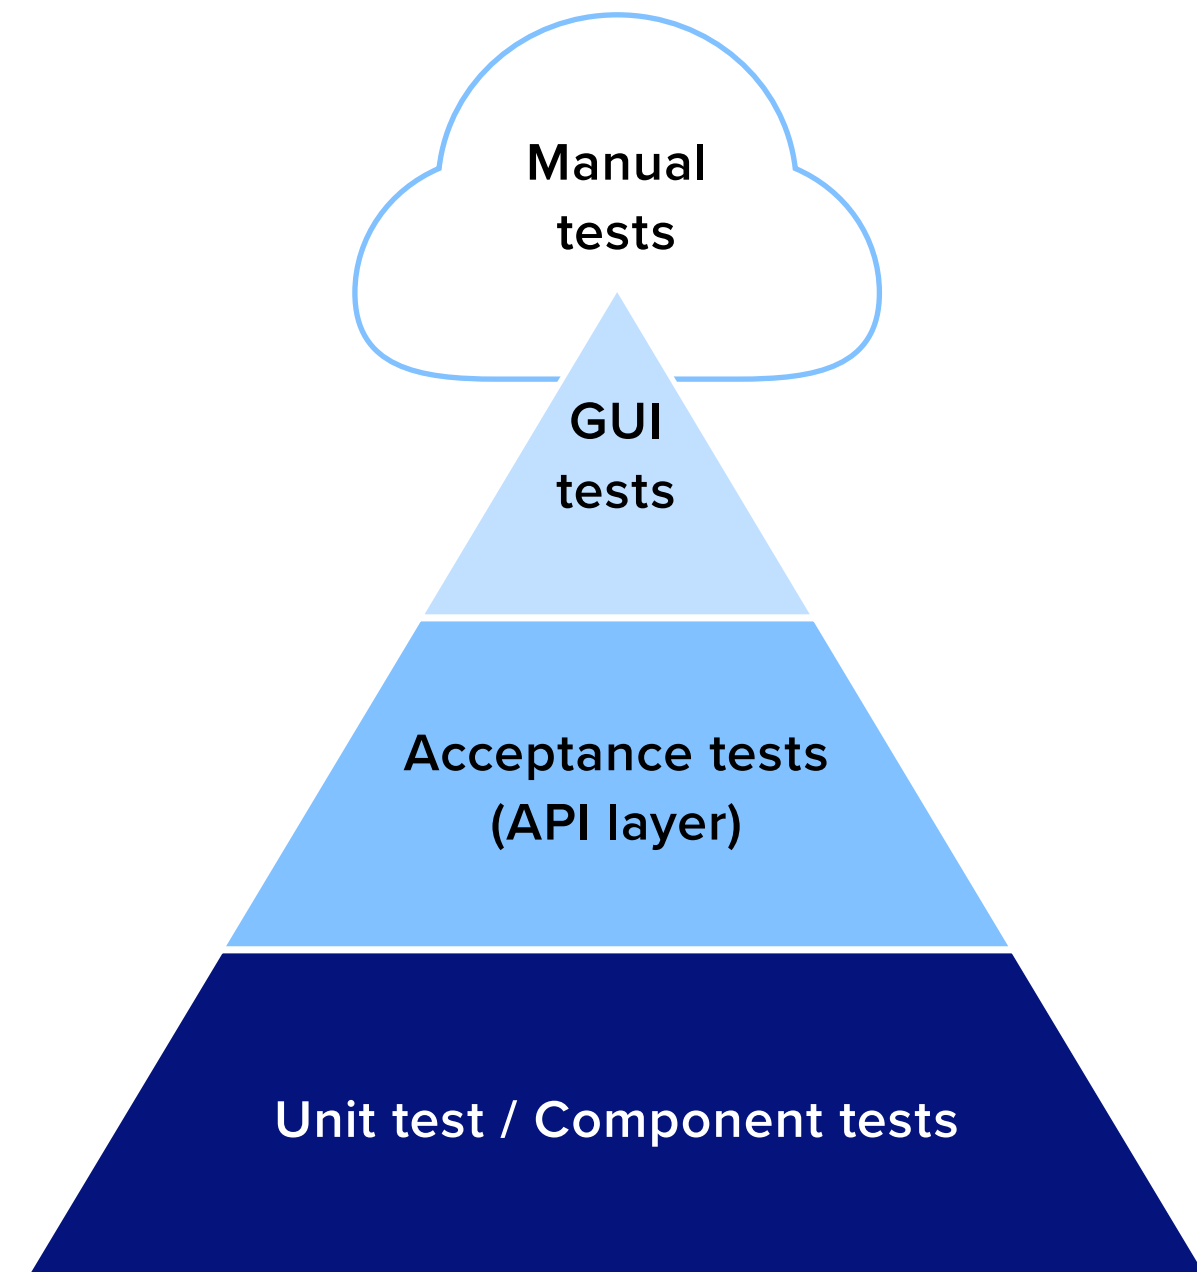 Manual
tests
GUI
tests
Acceptance tests
(API layer)
Unit test / Component tests